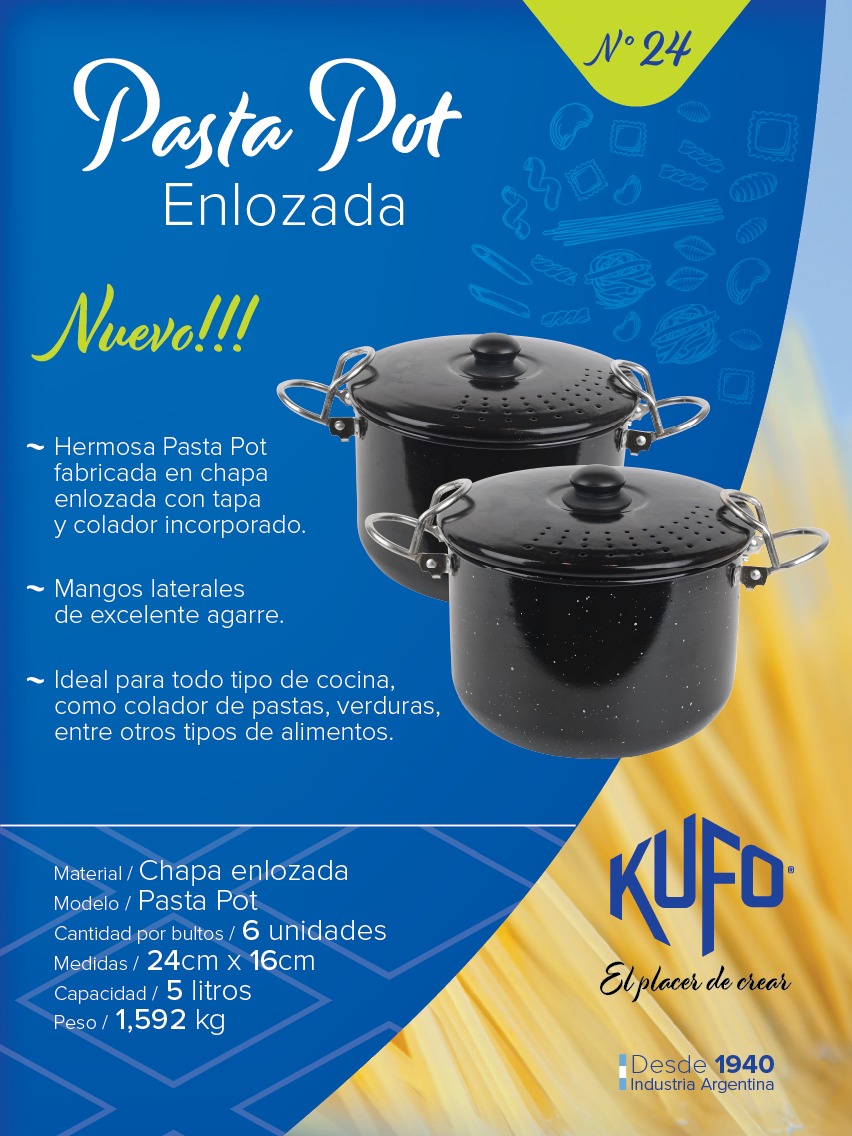 Nº 24
Pasta Pot
Enlozada
Nuevo!!!
~ Hermosa Pasta Pot
fabricada en chapa
enlozada con tapa
y colador incorporado.
~ Mangos laterales
de excelente agarre.
~ Ideal para todo tipo de cocina,
como colador de pastas, verduras,
entre otros tipos de alimentos.
Material / Chapa enlozada
Modelo / Pasta Pot
Cantidad por bultos / 6 unidades
Medidas / 24cm x 16cm
Capacidad / 5 litros
Peso / 1,592 kg
KUFO®
El placer de crear
Desde 1940
Industria Argentina